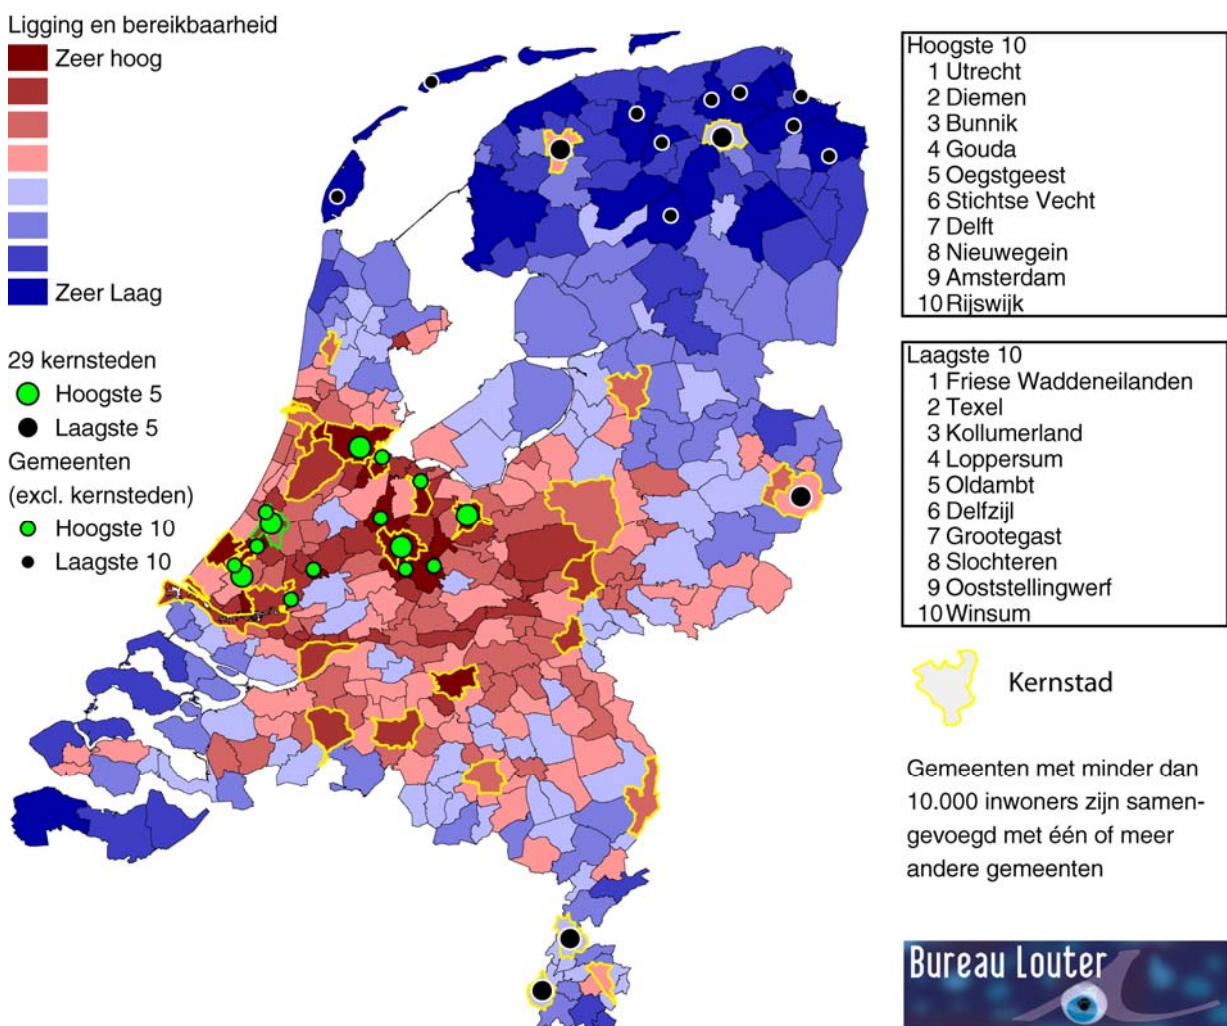 Ligging en bereikbaarheid
Zeer hoog
Zeer Laag
29 kernsteden
Hoogste 5
Laagste 5
Gemeenten
(excl. kernsteden)
Hoogste 10
Laagste 10
Hoogste 10
1 Utrecht
2 Diemen
3 Bunnik
4 Gouda
5 Oegstgeest
6 Stichtse Vecht
7 Delft
8 Nieuwegein
9 Amsterdam
10 Rijswijk
Laagste 10
1 Friese Waddeneilanden
2 Texel
3 Kollumerland
4 Loppersum
5 Oldambt
6 Delfzijl
7 Grootegast
8 Slochteren
9 Ooststellingwerf
10 Winsum
Kernstad
Gemeenten met minder dan
10.000 inwoners zijn samen-
gevoegd met één of meer
andere gemeenten
Bureau Louter